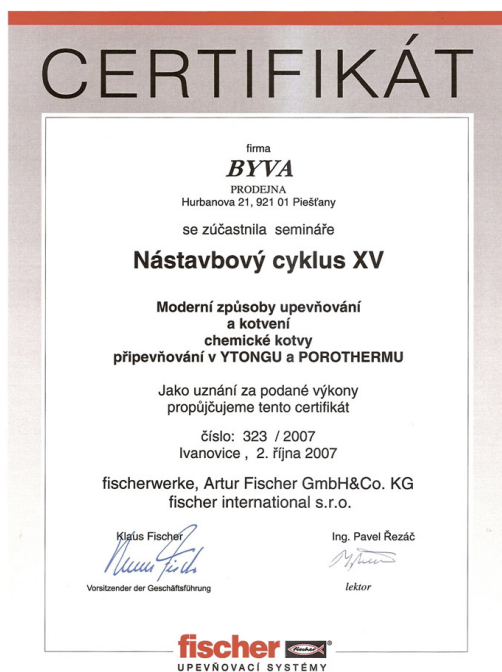 CERTIFIKÁT
firma
BYVA
PRODEJNA
Hurbanova 21, 921 01 Piešťany
se zúčastnila semináře
Nástavbový cyklus XV
Moderní způsoby upevňování
a kotvení
chemické kotvy
připevňování v YTONGU a POROTHERMU
Jako uznání za podané výkony
propůjčujeme tento certifikát
číslo: 323 / 2007
Ivanovice , 2. října 2007
fischerwerke, Artur Fischer GmbH&Co. KG
fischer international s.r.o.
Klaus Fischer
Ing. Pavel Řezáč
Vorsitzender der Geschäftsführung
lektor
fischer
fischer
UPEVŇOVACÍ SYSTÉMY